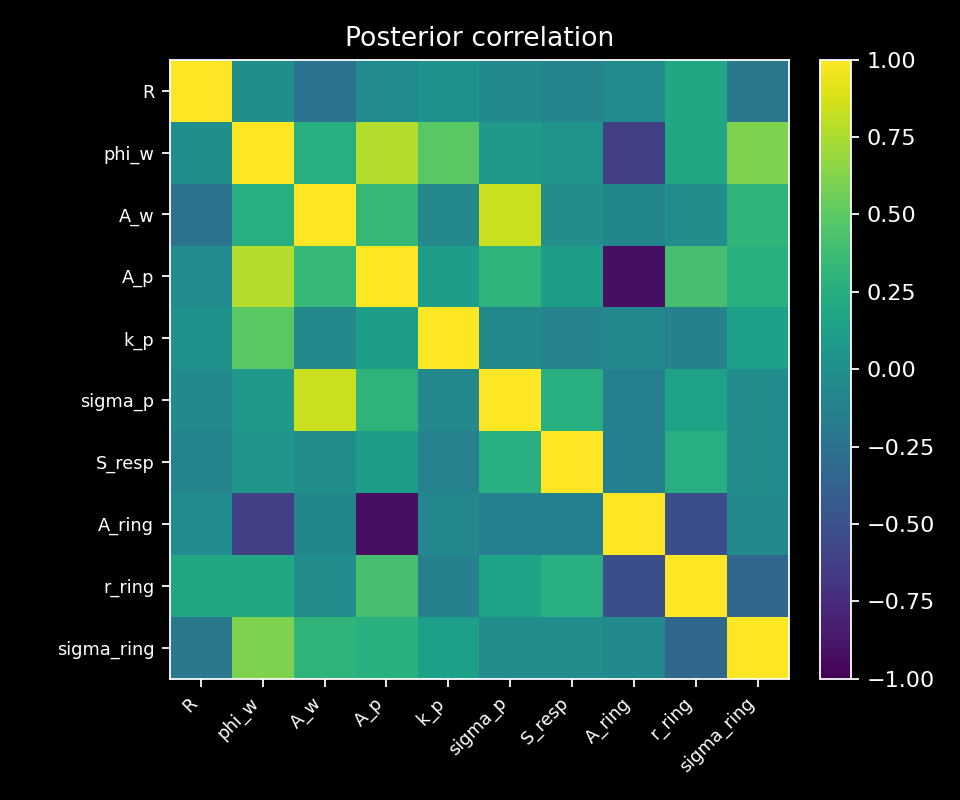 Posterior correlation
R
phi_w
A_w
A_p
k_p
sigma_p
S_resp
A_ring
r_ring
sigma_ring
R
phi_w
A_w
A_p
k_p
sigma_p
S_resp
A_ring
r_ring
sigma_ring
1.00
0.75
0.50
0.25
0.00
−0.25
−0.50
−0.75
−1.00